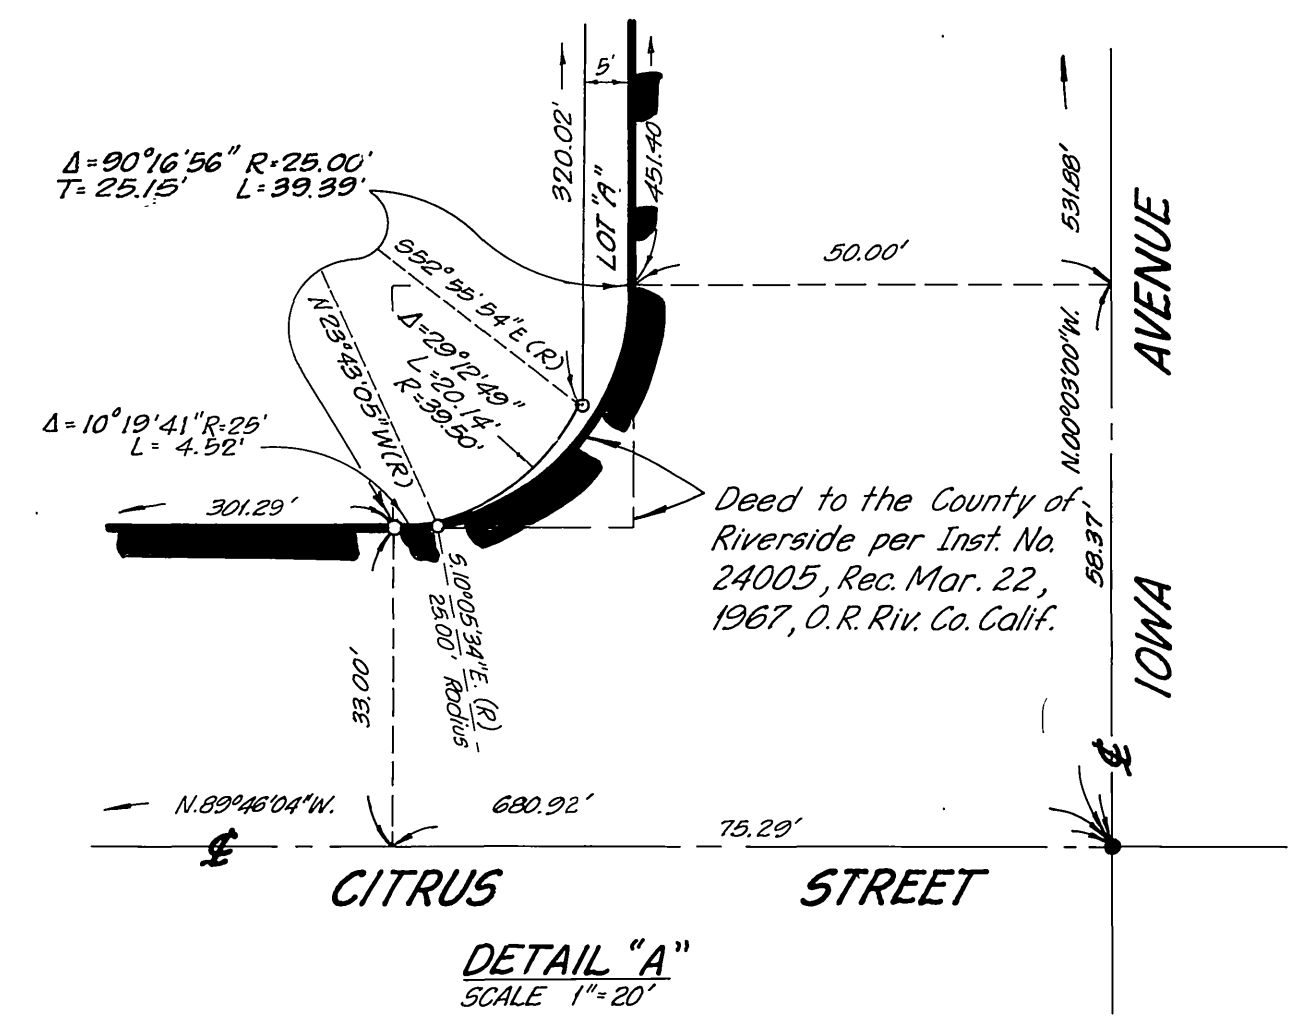 5'
320.02'
LOT "A"
451.40
531.88'
AVENUE
Δ=90°16'56" R=25.00'
T=25.15' L=39.39'
50.00'
S52°55'54"E(R)
N23°43'05"W(R)
Δ=29°12'49"
L=20.14'
R=39.50'
N.00°03'00"W.
Δ=10°19'41" R=25'
L= 4.52'
301.29'
Deed to the County of
Riverside per Inst. No.
24005, Rec. Mar. 22,
1967, O.R. Riv. Co. Calif.
58.37'
IOWA
S.10°05'34"E. (R)
25.00' Radius
33.00'
N.89°46'04"W.
680.92'
75.29'
℄
℄
CITRUS STREET
DETAIL "A"
SCALE 1"=20'